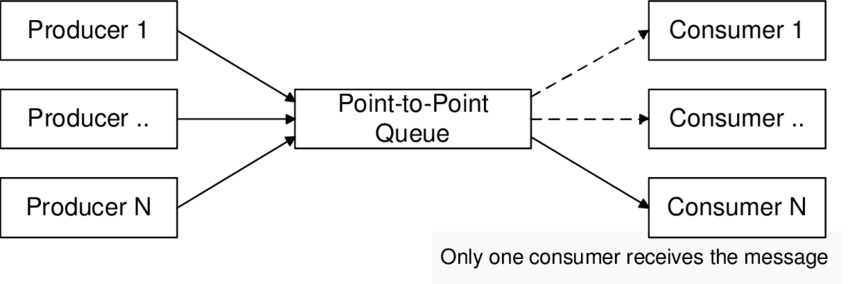 Producer 1
Consumer 1
Point-to-Point
Queue
Producer ..
Consumer ..
Producer N
Consumer N
Only one consumer receives the message